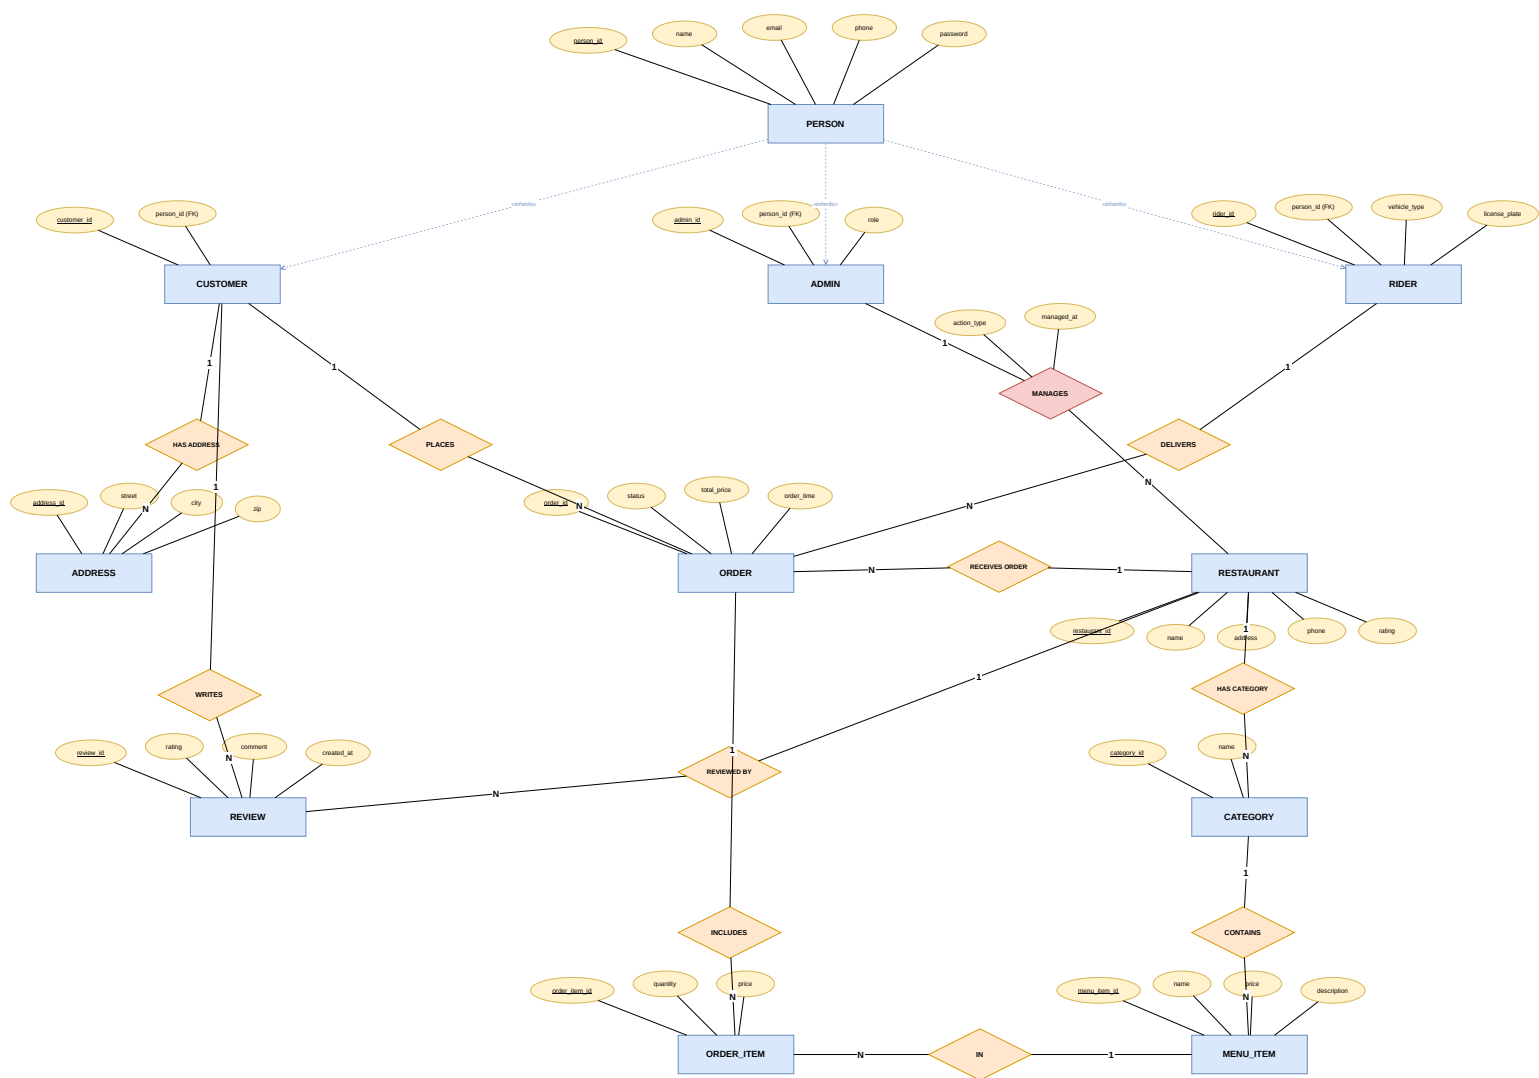 email
phone
name
password
person_id
PERSON
«inherits»
«inherits»
«inherits»
customer_id
person_id (FK)
admin_id
person_id (FK)
role
rider_id
person_id (FK)
vehicle_type
license_plate
CUSTOMER
ADMIN
RIDER
action_type
managed_at
1
1
1
1
MANAGES
HAS ADDRESS
PLACES
DELIVERS
N
1
address_id
street
city
zip
N
order_id
N
status
total_price
order_time
N
ADDRESS
ORDER
N
RECEIVES ORDER
1
RESTAURANT
restaurant_id
name
address
1
phone
rating
1
WRITES
HAS CATEGORY
review_id
rating
comment
created_at
N
1
category_id
name
N
REVIEWED BY
N
REVIEW
CATEGORY
1
INCLUDES
CONTAINS
order_item_id
quantity
price
N
menu_item_id
name
price
N
description
ORDER_ITEM
N
IN
1
MENU_ITEM